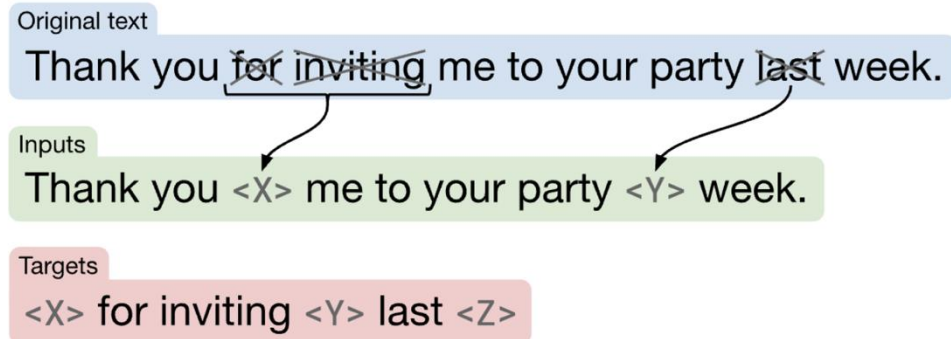 Original text
Thank you for inviting me to your party last week.
Inputs
Thank you <X> me to your party <Y> week.
Targets
<X> for inviting <Y> last <Z>